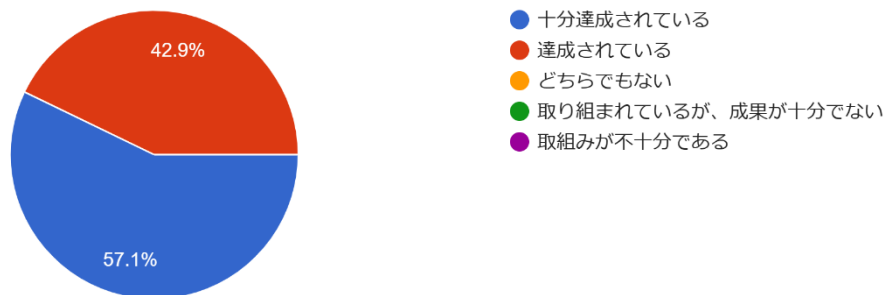 42.9%
57.1%
十分達成されている
達成されている
どちらでもない
取り組まれているが、成果が十分でない
取組みが不十分である